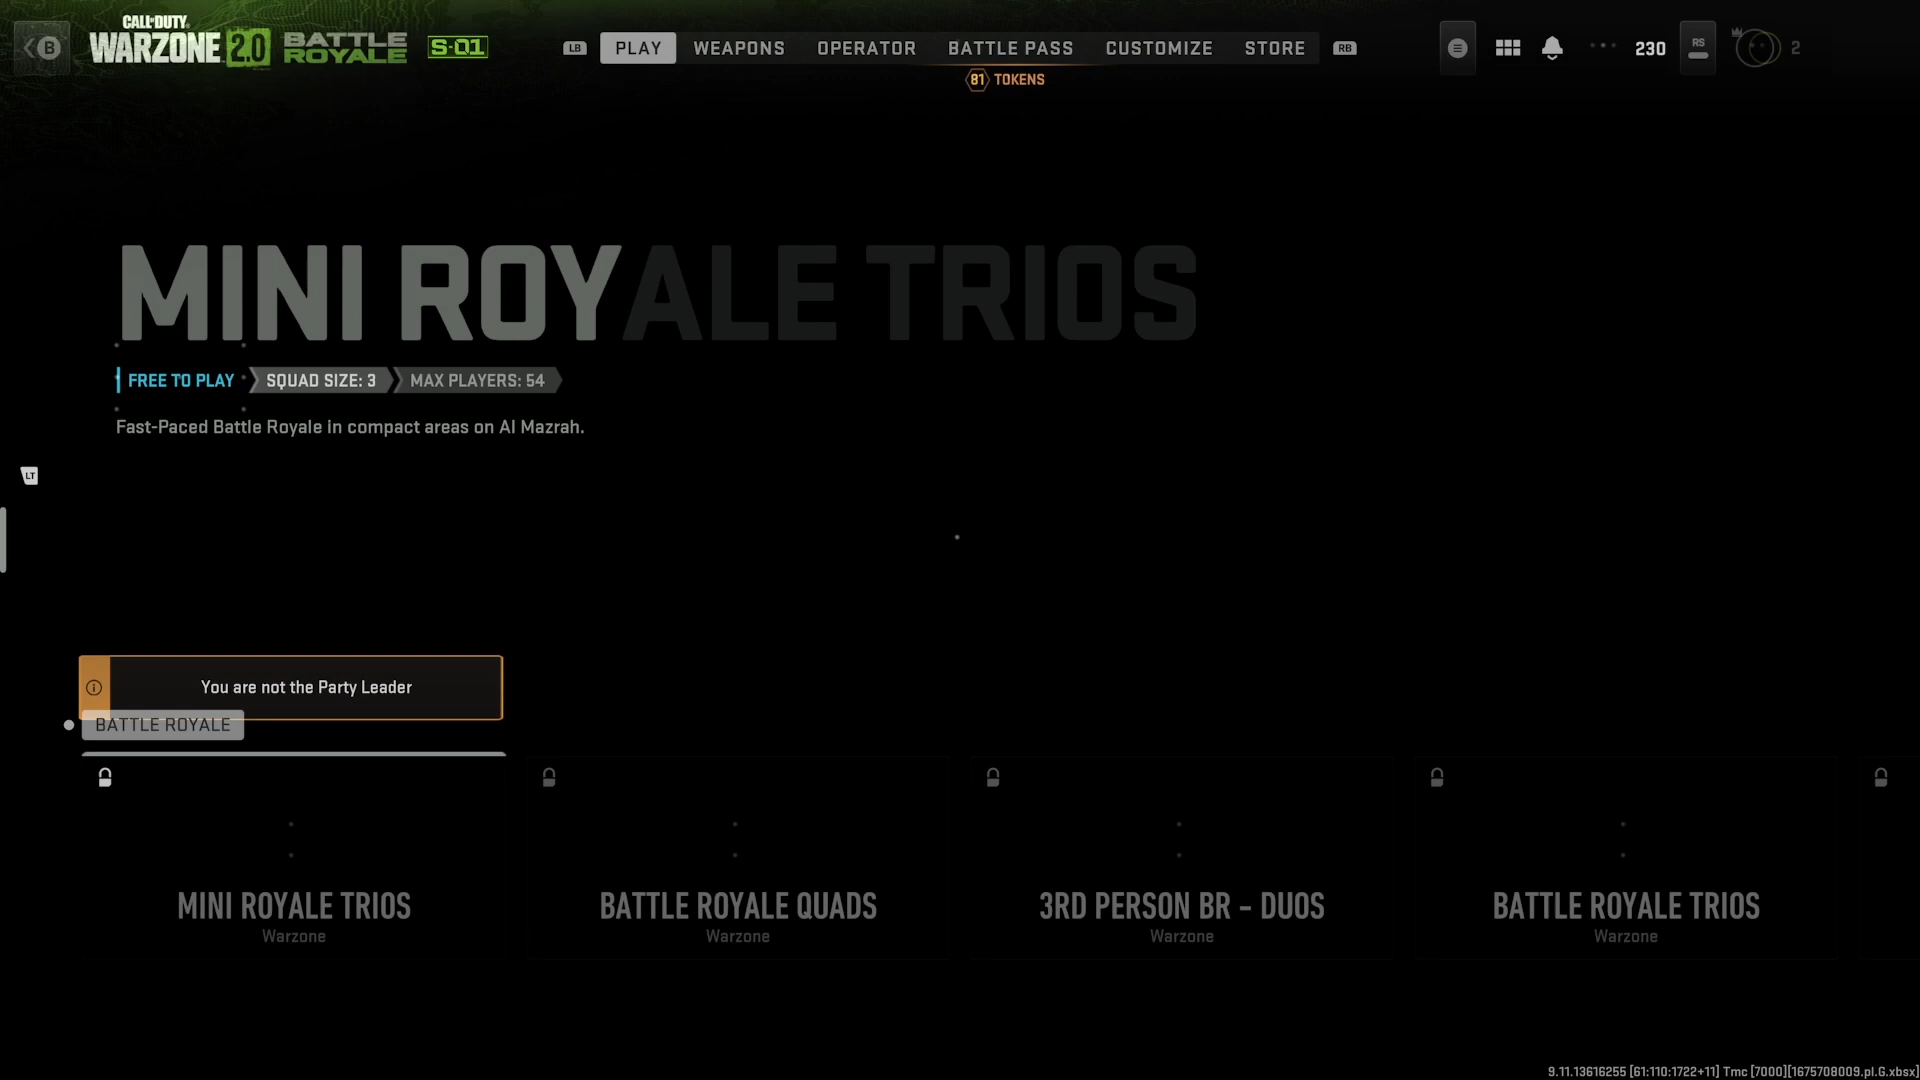 B
CALL OF DUTY
WARZONE 2.0 BATTLE ROYALE S-01
LB PLAY WEAPONS OPERATOR BATTLE PASS CUSTOMIZE STORE RB
230 RS 2
81 TOKENS
MINI ROYALE TRIOS
FREE TO PLAY SQUAD SIZE: 3 MAX PLAYERS: 54
Fast-Paced Battle Royale in compact areas on Al Mazrah.
LT
You are not the Party Leader
BATTLE ROYALE
MINI ROYALE TRIOS BATTLE ROYALE QUADS 3RD PERSON BR - DUOS BATTLE ROYALE TRIOS
Warzone Warzone Warzone Warzone
9.11.13616255 [61:110:1722+11] Tmc [7000][1675708009.pl.G.xbsx]